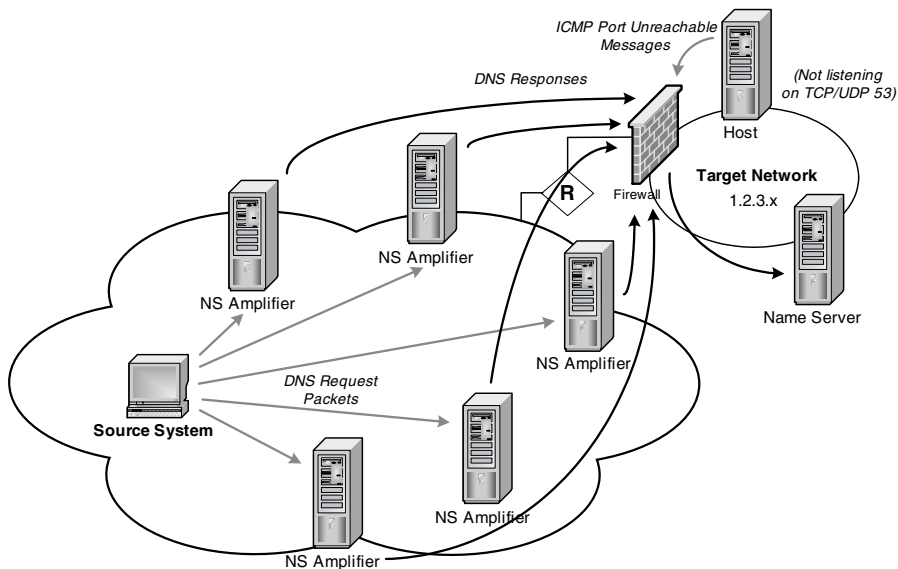 ICMP Port Unreachable
Messages
DNS Responses
(Not listening
on TCP/UDP 53)
Host
Target Network
1.2.3.x
R
Firewall
NS Amplifier
NS Amplifier
Name Server
NS Amplifier
DNS Request
Packets
Source System
NS Amplifier
NS Amplifier